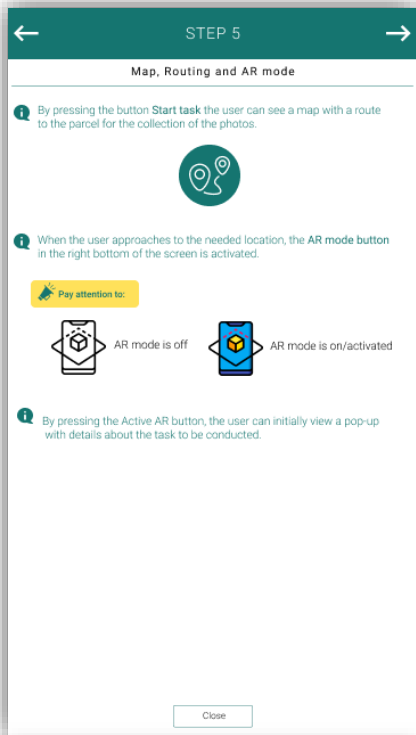 STEP 5
Map, Routing and AR mode
By pressing the button Start task the user can see a map with a route
to the parcel for the collection of the photos.
When the user approaches to the needed location, the AR mode button
in the right bottom of the screen is activated.
Pay attention to:
AR mode is off
AR mode is on/activated
By pressing the Active AR button, the user can initially view a pop-up
with details about the task to be conducted.
Close